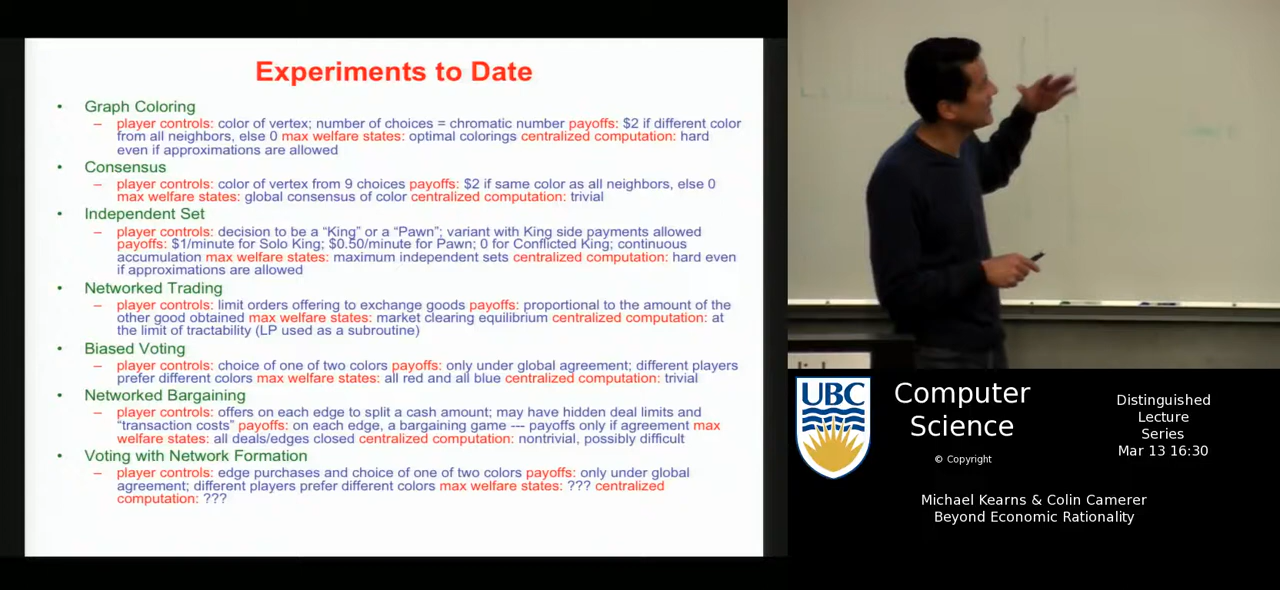 Experiments to Date
• Graph Coloring
– player controls: color of vertex; number of choices = chromatic number payoffs: $2 if different color
from all neighbors, else 0 max welfare states: optimal colorings centralized computation: hard
even if approximations are allowed
• Consensus
– player controls: color of vertex from 9 choices payoffs: $2 if same color as all neighbors, else 0
max welfare states: global consensus of color centralized computation: trivial
• Independent Set
– player controls: decision to be a “King” or a “Pawn”; variant with King side payments allowed
payoffs: $1/minute for Solo King; $0.50/minute for Pawn; 0 for Conflicted King; continuous
accumulation max welfare states: maximum independent sets centralized computation: hard even
if approximations are allowed
• Networked Trading
– player controls: limit orders offering to exchange goods payoffs: proportional to the amount of the
other good obtained max welfare states: market clearing equilibrium centralized computation: at
the limit of tractability (LP used as a subroutine)
• Biased Voting
– player controls: choice of one of two colors payoffs: only under global agreement; different players
prefer different colors max welfare states: all red and all blue centralized computation: trivial
• Networked Bargaining
– player controls: offers on each edge to split a cash amount; may have hidden deal limits and
“transaction costs” payoffs: on each edge, a bargaining game --- payoffs only if agreement max
welfare states: all deals/edges closed centralized computation: nontrivial, possibly difficult
• Voting with Network Formation
– player controls: edge purchases and choice of one of two colors payoffs: only under global
agreement; different players prefer different colors max welfare states: ??? centralized
computation: ???
UBC
Computer
Science
© Copyright
Distinguished
Lecture
Series
Mar 13 16:30
Michael Kearns & Colin Camerer
Beyond Economic Rationality